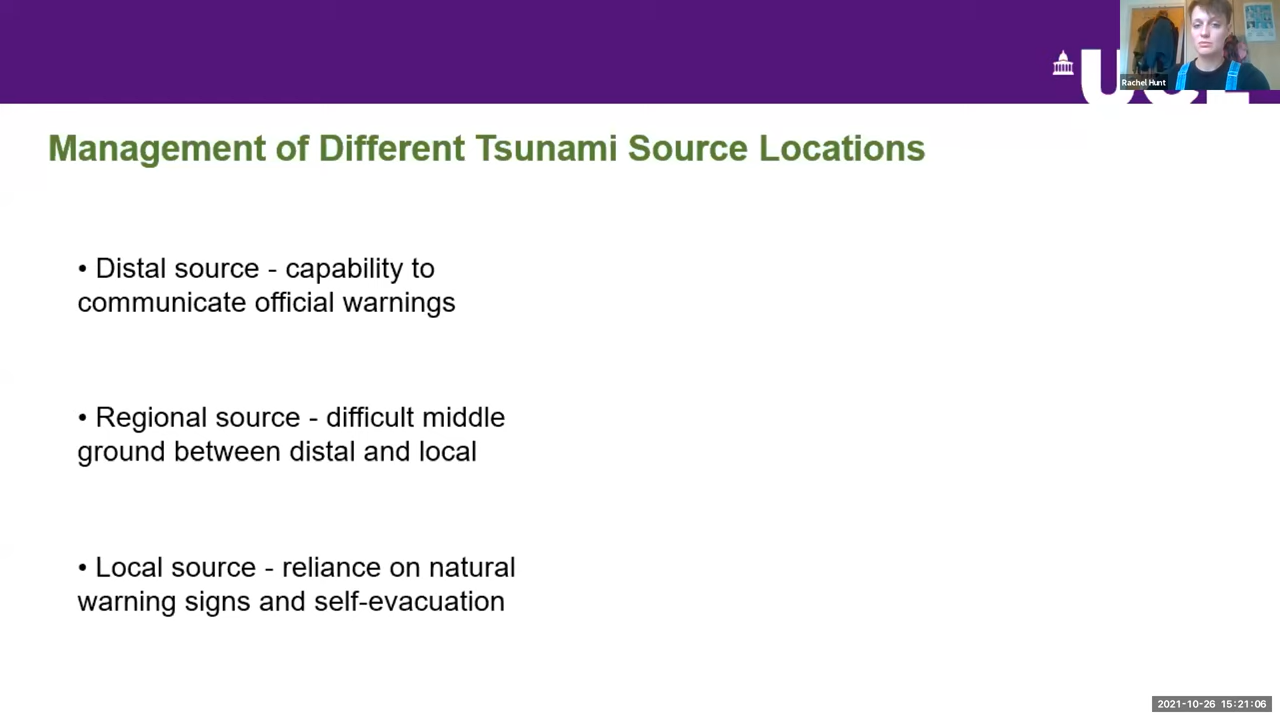 Rachel Hunt
Management of Different Tsunami Source Locations
• Distal source - capability to
communicate official warnings
• Regional source - difficult middle
ground between distal and local
• Local source - reliance on natural
warning signs and self-evacuation
2021-10-26 15:21:06